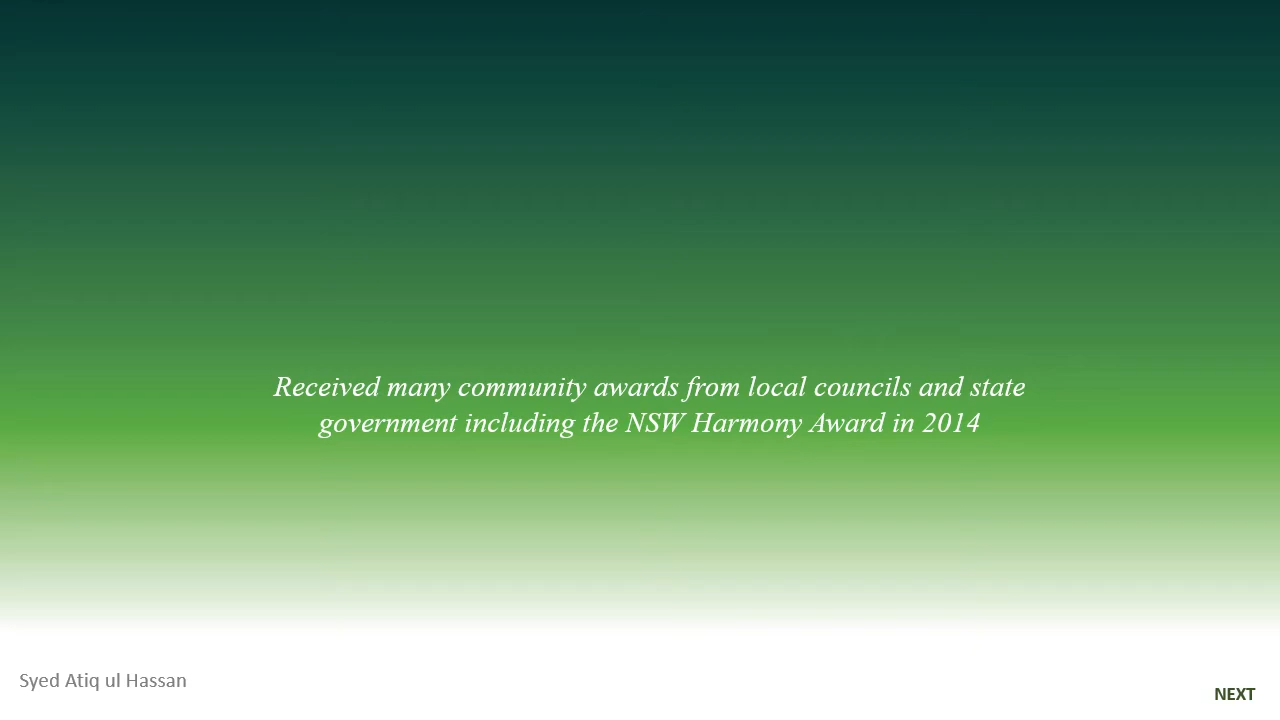 Received many community awards from local councils and state
government including the NSW Harmony Award in 2014
Syed Atiq ul Hassan
NEXT